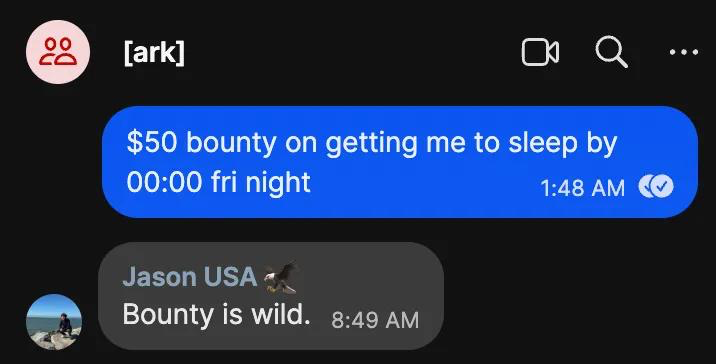 [ark]
$50 bounty on getting me to sleep by
00:00 fri night
1:48 AM
Jason USA🦅
Bounty is wild.
8:49 AM